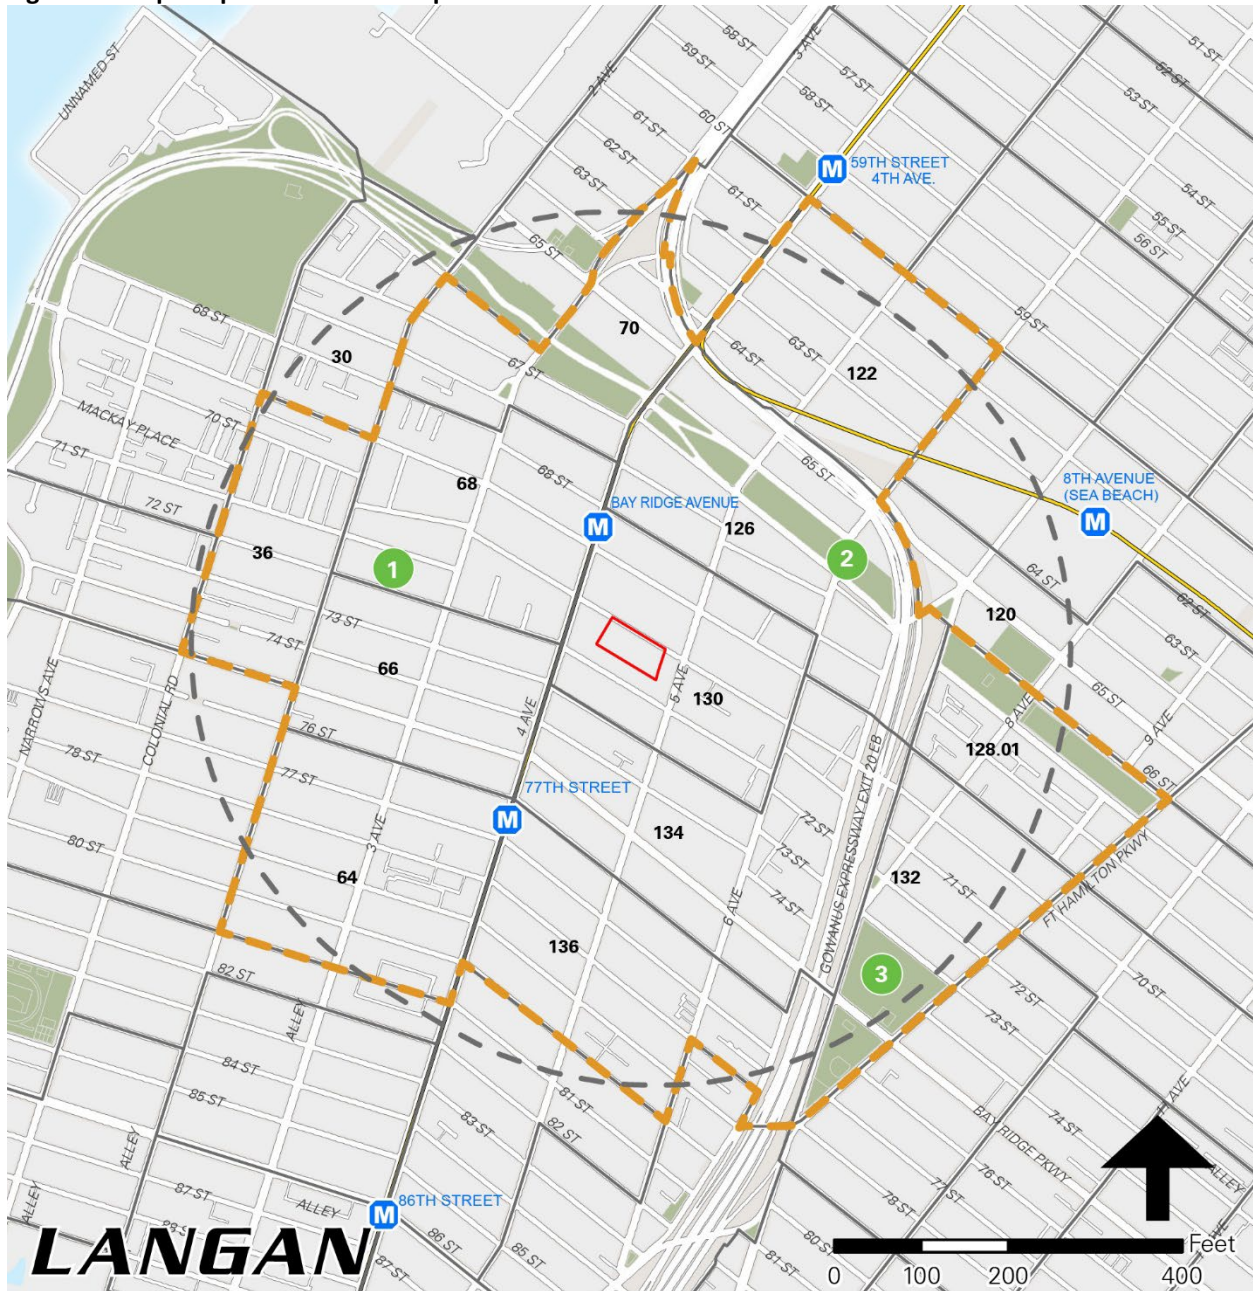 UNNAMED ST
2 AVE
58 ST
59 ST
3 AVE
57 ST
58 ST
51 ST
52 ST
53 ST
60 ST
61 ST
62 ST
63 ST
59TH STREET
4TH AVE.
M
61 ST
54 ST
55 ST
56 ST
65 ST
68 ST
30
70
67 ST
64 ST
63 ST
122
59 ST
MACKAY PLACE
70 ST
71 ST
72 ST
68
68 ST
BAY RIDGE AVENUE
M
126
65 ST
8TH AVENUE
(SEA BEACH)
M
36
1
2
64 ST
62 ST
63 ST
120
73 ST
74 ST
66
5 AVE
130
65 ST
8 AVE
9 AVE
66 ST
128.01
NARROWS AVE
COLONIAL RD
4 AVE
76 ST
77 ST
78 ST
80 ST
3 AVE
77TH STREET
M
134
72 ST
73 ST
74 ST
6 AVE
GOWANUS EXPRESSWAY EXIT 20 EB
132
71 ST
FT HAMILTON PKWY
64
136
3
82 ST
ALLEY
84 ST
85 ST
72 ST
73 ST
70 ST
81 ST
82 ST
83 ST
BAY RIDGE PKWY
74 ST
76 ST
77 ST
78 ST
80 ST
81 ST
11 AVE
ALLEY
ALLEY
ALLEY
87 ST
ALLEY
86TH STREET
M
86 ST
87 ST
85 ST
LANGAN
Feet
0 100 200 400